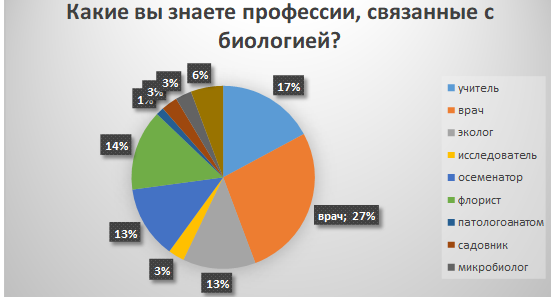 Какие вы знаете профессии, связанные с
биологией?
17%
врач; 27%
13%
3%
13%
14%
1%
3%
3%
6%
учитель
врач
эколог
исследователь
осеменатор
флорист
патологоанатом
садовник
микробиолог